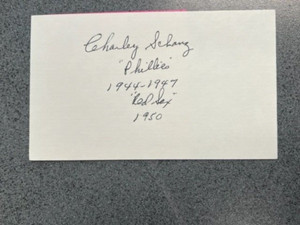 Charley Schanz
"Phillies"
1944-1947
"Red Sox"
1950